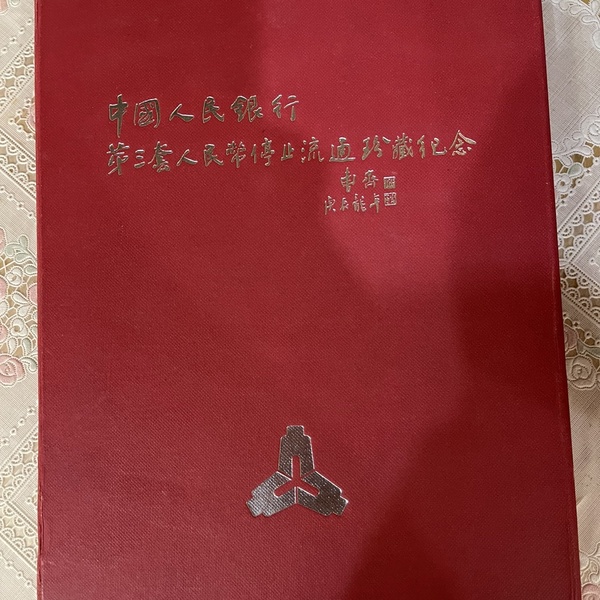 中國人民銀行
第三套人民幣停止流通珍藏纪念
庚辰龍年